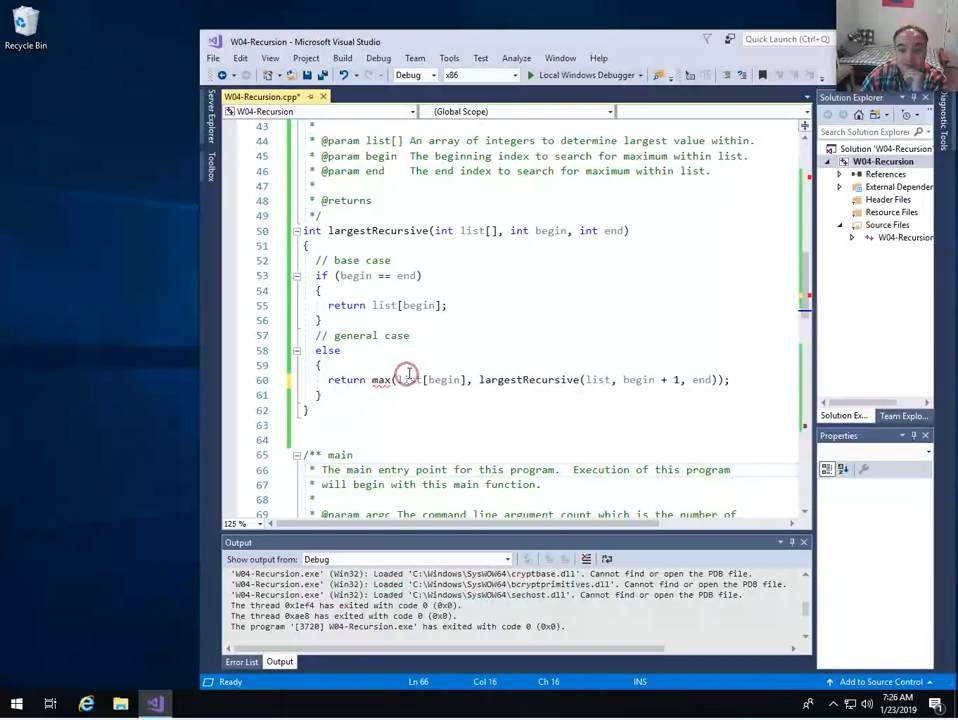 Recycle Bin
W04-Recursion - Microsoft Visual Studio
Quick Launch (Ctrl+Q)
File Edit View Project Build Debug Team Tools Test Analyze Window Help
Debug x86 Local Windows Debugger
Server Explorer
Toolbox
W04-Recursion.cpp*
W04-Recursion (Global Scope)
43 *
44 * @param list[] An array of integers to determine largest value within.
45 * @param begin The beginning index to search for maximum within list.
46 * @param end The end index to search for maximum within list.
47 *
48 * @returns
49 */
50 int largestRecursive(int list[], int begin, int end)
51 {
52 // base case
53 if (begin == end)
54 {
55 return list[begin];
56 }
57 // general case
58 else
59 {
60 return max(list[begin], largestRecursive(list, begin + 1, end));
61 }
62 }
63
64
65 /** main
66 * The main entry point for this program. Execution of this program
67 * will begin with this main function.
68 *
69 * @param argc The command line argument count which is the number of
125 %
Output
Show output from: Debug
'W04-Recursion.exe' (Win32): Loaded 'C:\Windows\SysWOW64\cryptbase.dll'. Cannot find or open the PDB file.
'W04-Recursion.exe' (Win32): Loaded 'C:\Windows\SysWOW64\bcryptprimitives.dll'. Cannot find or open the PDB file.
'W04-Recursion.exe' (Win32): Loaded 'C:\Windows\SysWOW64\sechost.dll'. Cannot find or open the PDB file.
The thread 0x1ef4 has exited with code 0 (0x0).
The thread 0xae8 has exited with code 0 (0x0).
The program '[3720] W04-Recursion.exe' has exited with code 0 (0x0).
Error List Output
Solution Explorer
Search Solution Explorer
Solution 'W04-Recursion'
W04-Recursion
References
External Depender
Header Files
Resource Files
Source Files
W04-Recursion
Solution Ex... Team Explo...
Properties
Diagnostic Tools
Ready Ln 66 Col 16 Ch 16 INS Add to Source Control
7:26 AM
1/23/2019